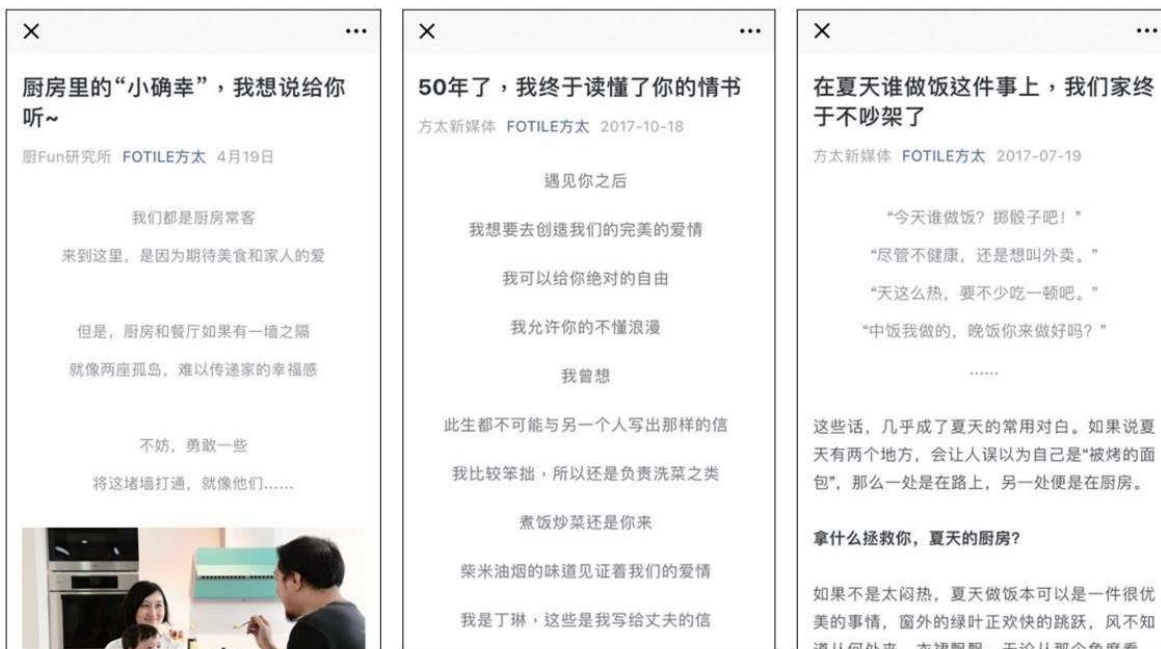 厨房里的“小确幸”，我想说给你
听~
厨Fun研究所 FOTILE方太 4月19日
我们都是厨房常客
来到这里，是因为期待美食和家人的爱
但是，厨房和餐厅如果有一墙之隔
就像两座孤岛，难以传递家的幸福感
不妨，勇敢一些
将这堵墙打通，就像他们……
50年了，我终于读懂了你的情书
方太新媒体 FOTILE方太 2017-10-18
遇见你之后
我想要去创造我们的完美的爱情
我可以给你绝对的自由
我允许你的不懂浪漫
我曾想
此生都不可能与另一个人写出那样的信
我比较笨拙，所以还是负责洗菜之类
煮饭炒菜还是你来
柴米油烟的味道见证着我们的爱情
我是丁琳，这些是我写给丈夫的信
在夏天谁做饭这件事上，我们家终
于不吵架了
方太新媒体 FOTILE方太 2017-07-19
“今天谁做饭？掷骰子吧！”
“尽管不健康，还是想叫外卖。”
“天这么热，要不少吃一顿吧。”
“中饭我做的，晚饭你来做好吗？”
……
这些话，几乎成了夏天的常用对白。如果说夏
天有两个地方，会让人误以为自己是“被烤的面
包”，那么一处是在路上，另一处便是在厨房。
拿什么拯救你，夏天的厨房？
如果不是太闷热，夏天做饭本可以是一件很优
美的事情，窗外的绿叶正欢快的跳跃，风不知
道从何处来，衣裙飘飘，无论从那个角度看，